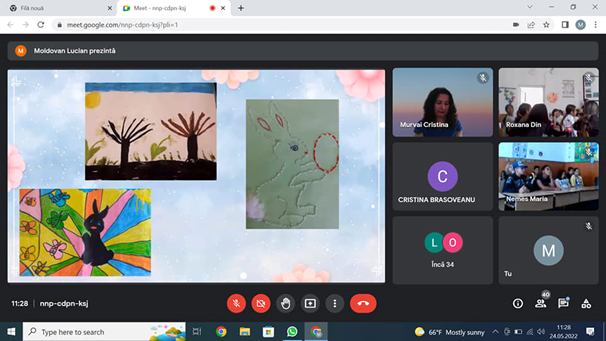 Filă nouă
Meet - nnp-cdpn-ksj
meet.google.com/nnp-cdpn-ksj?pli=1
M
M
Moldovan Lucian prezintă
Murvai Cristina
Roxana Din
C
CRISTINA BRASOVEANU
Nemes Maria
L O
Încă 34
M
Tu
11:28 | nnp-cdpn-ksj
40
Type here to search
66°F Mostly sunny
11:28
24.05.2022